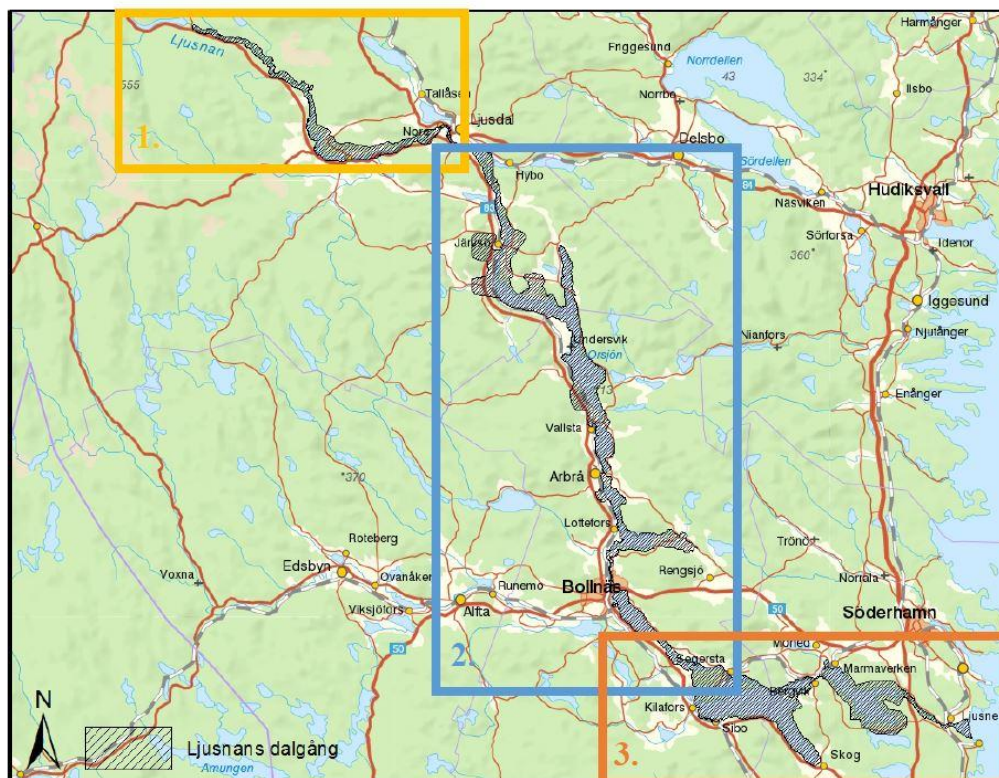 Harmånger
Ljusnan
Friggesund
Norrdellen
43
334
555
Tallåsen
Norrbo
Ilsbo
1.
Ljusdal
Delsbo
Sördellen
Hybo
84
Näsviken
Hudiksvall
83
Sörforsa
Järvsö
360
Idenor
Iggesund
Undersvik
Orsjön
Nianfors
Njutånger
Enånger
Vallsta
370
Arbrå
Lottefors
Trönö
Roteberg
Edsbyn
Voxna
Ovanåker
Runemo
Rengsjö
Norrala
Bollnäs
Viksjöfors
Alfta
50
Söderhamn
50
2.
Segersta
Mohed
Marmaverken
Bergvik
N
Kilafors
Sibo
Ljusne
Ljusnans dalgång
3.
Skog
Amungen